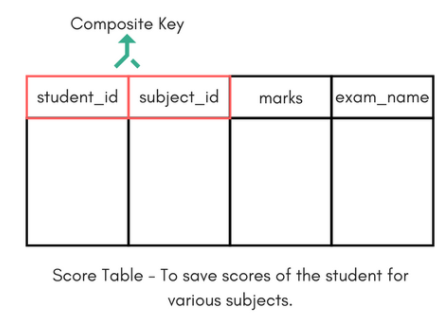 Composite Key
student_id subject_id marks exam_name
Score Table - To save scores of the student for
various subjects.